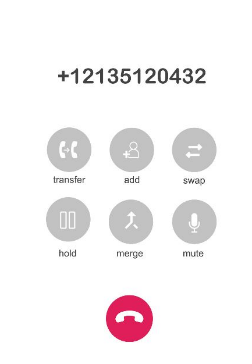 +12135120432
transfer add swap
hold merge mute